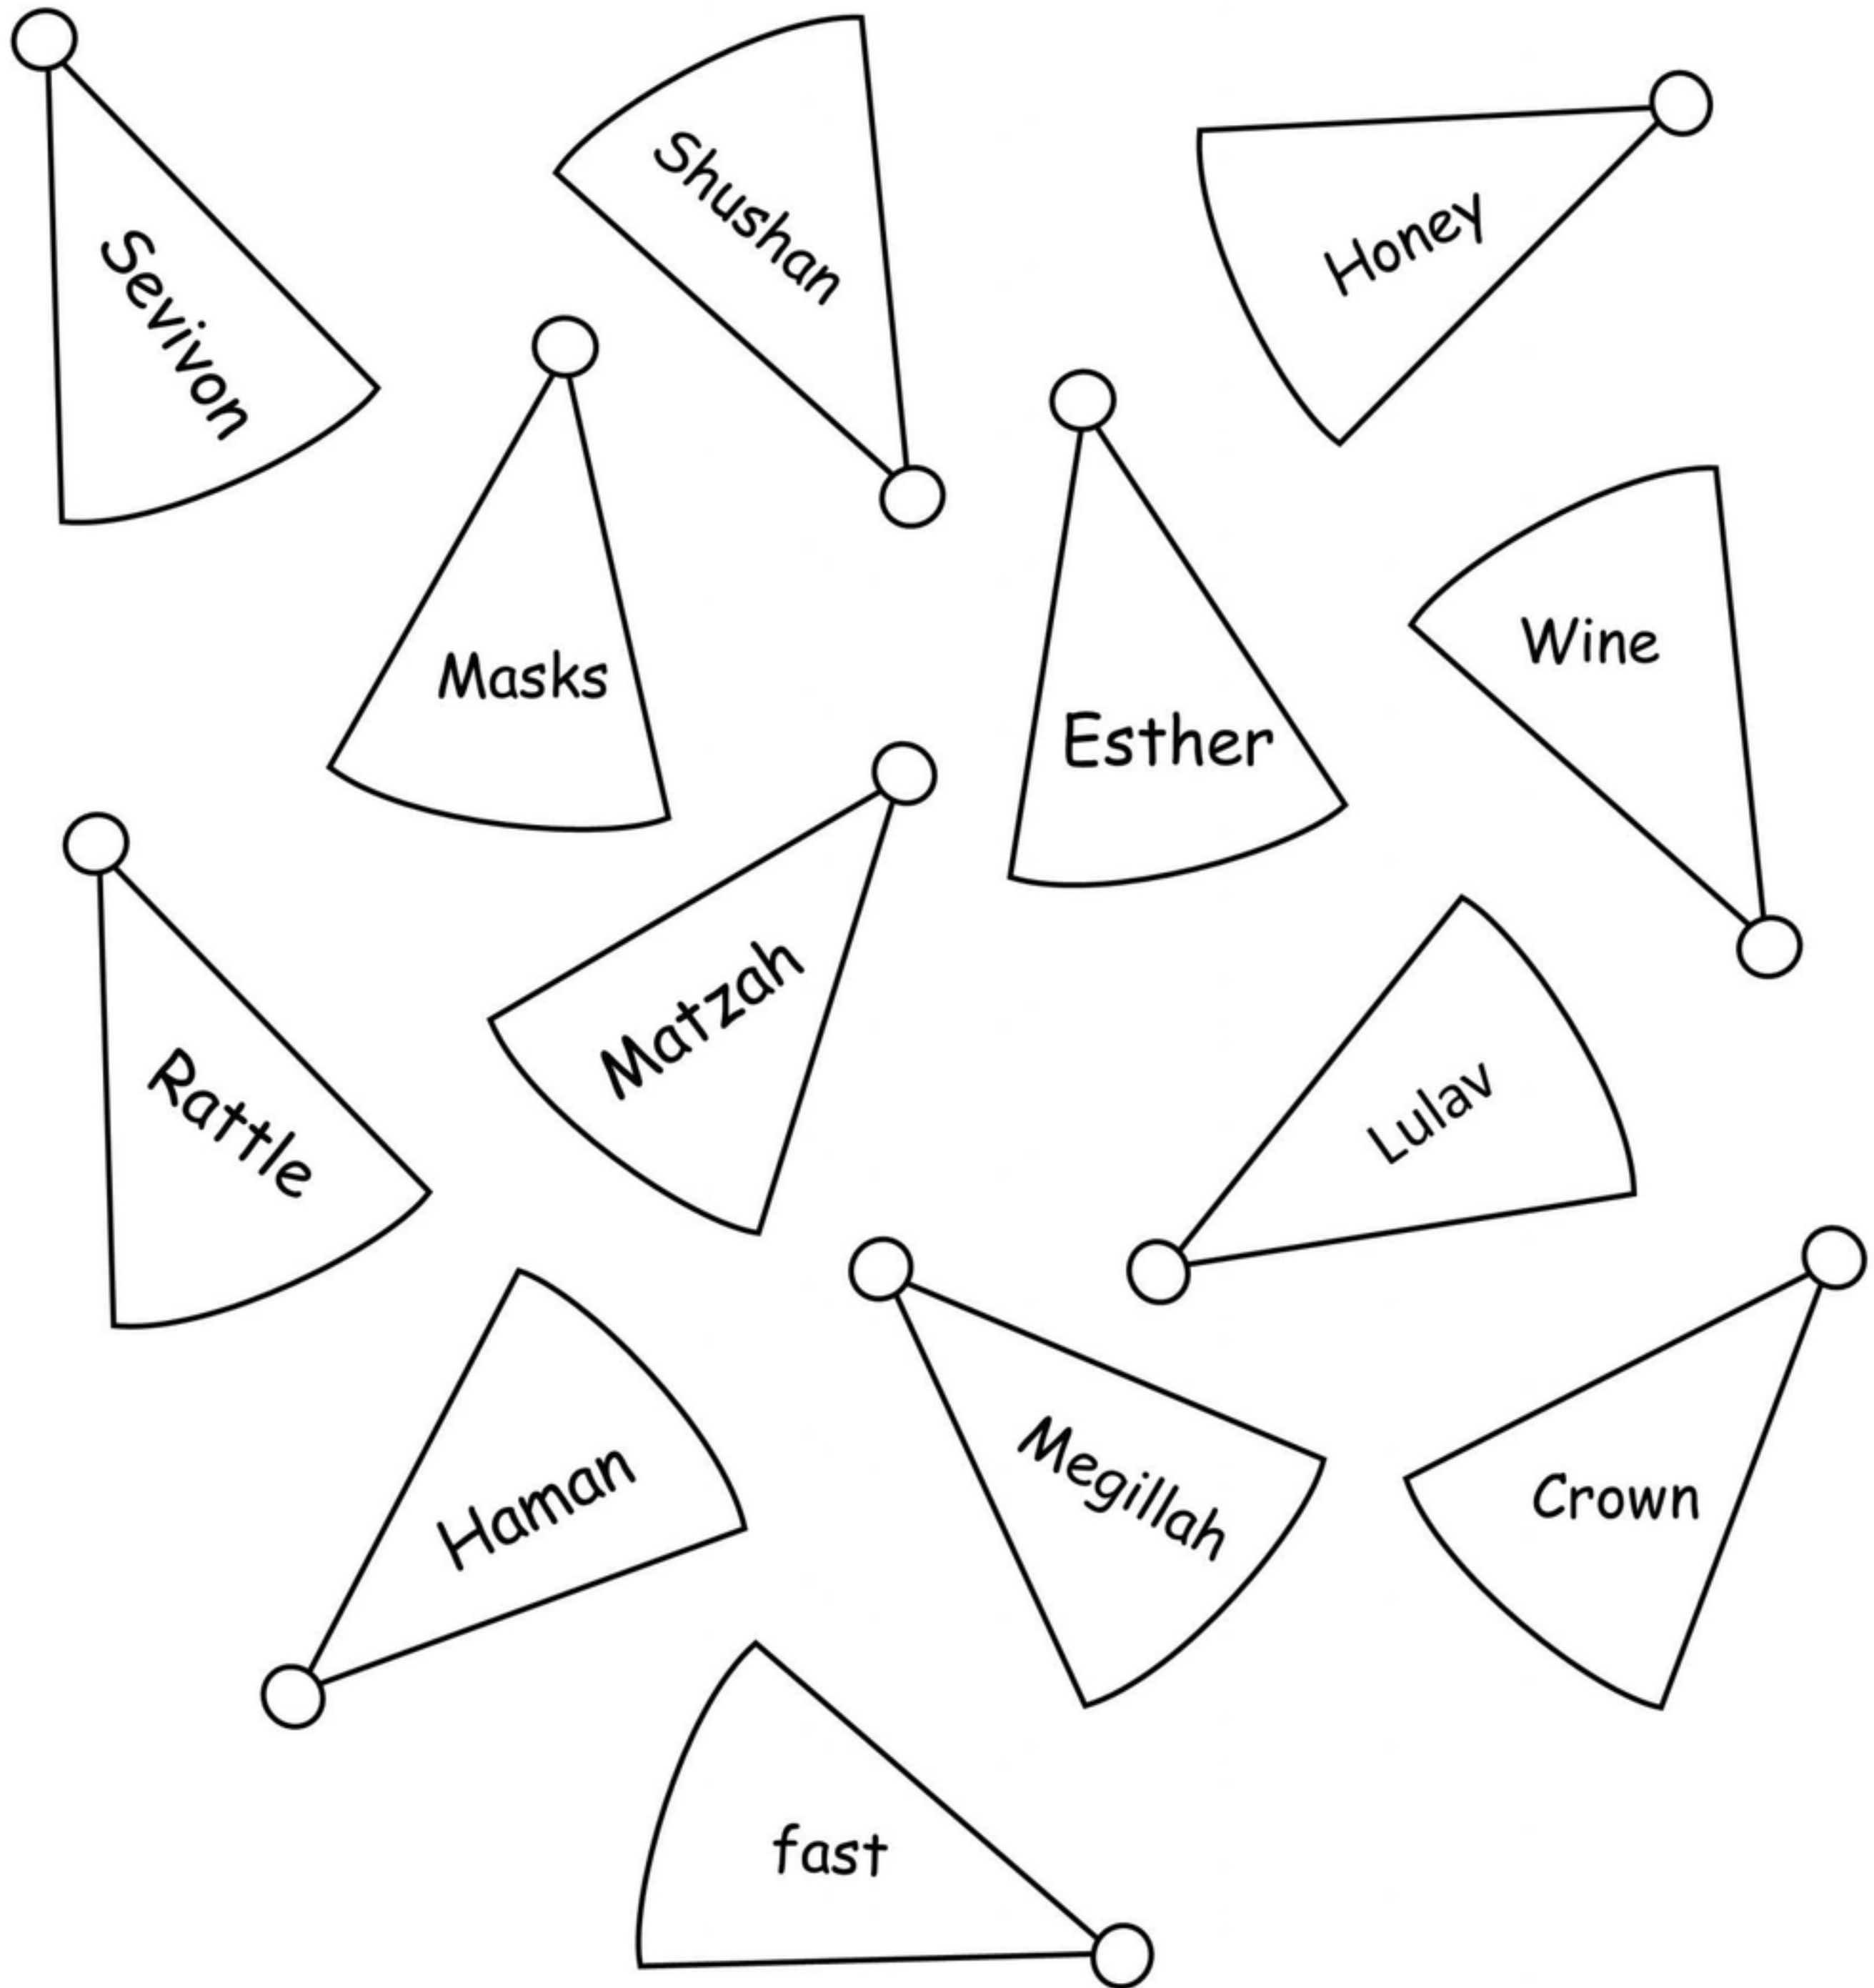 Shushan
Honey
Sevivon
Masks
Esther
Wine
Matzah
Rattle
Lulav
Haman
Megillah
Crown
fast